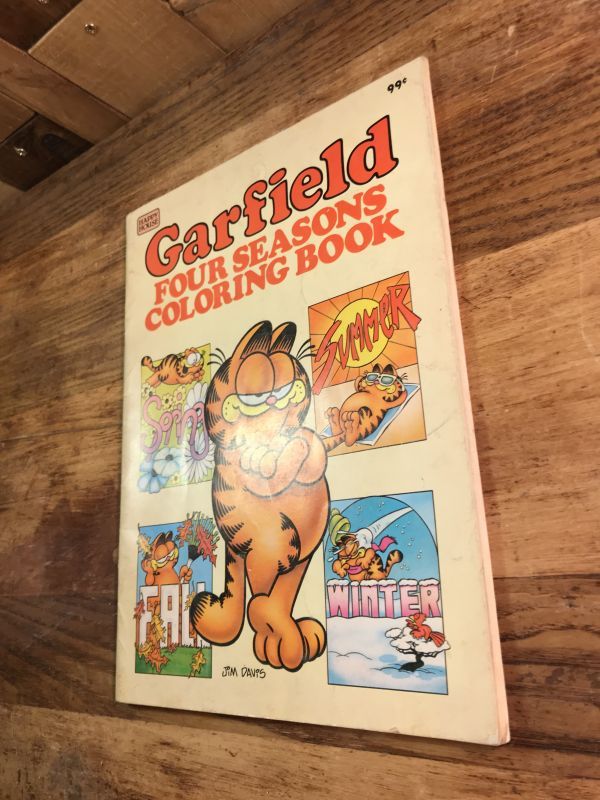 99¢
HAPPY
HOUSE
Garfield
FOUR SEASONS
COLORING BOOK
SUMMER
Spring
FALL
WINTER
JIM DAVIS